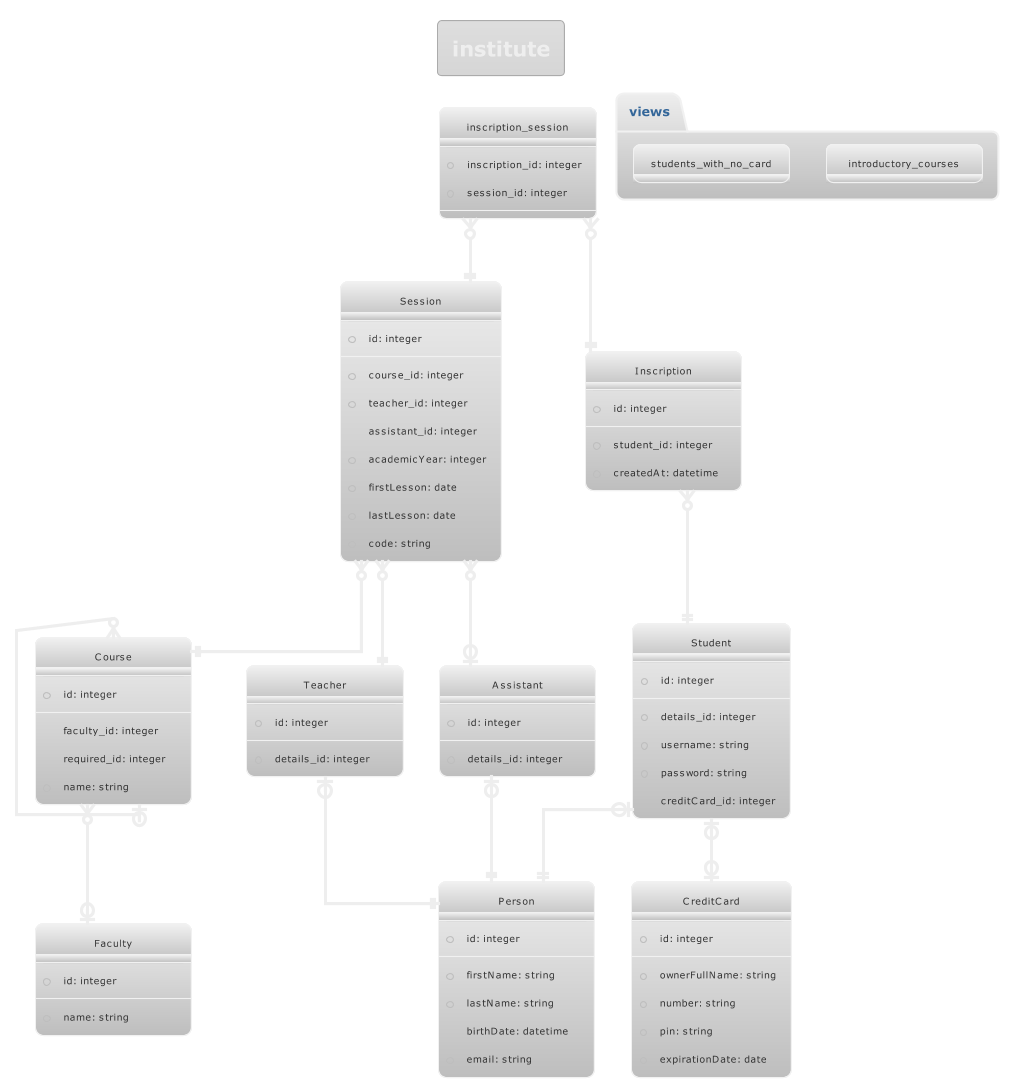 institute
inscription_session
inscription_id: integer
session_id: integer
views
students_with_no_card
introductory_courses
Session
id: integer
course_id: integer
teacher_id: integer
assistant_id: integer
academicYear: integer
firstLesson: date
lastLesson: date
code: string
Inscription
id: integer
student_id: integer
createdAt: datetime
Course
id: integer
faculty_id: integer
required_id: integer
name: string
Teacher
id: integer
details_id: integer
Assistant
id: integer
details_id: integer
Student
id: integer
details_id: integer
username: string
password: string
creditCard_id: integer
Faculty
id: integer
name: string
Person
id: integer
firstName: string
lastName: string
birthDate: datetime
email: string
CreditCard
id: integer
ownerFullName: string
number: string
pin: string
expirationDate: date